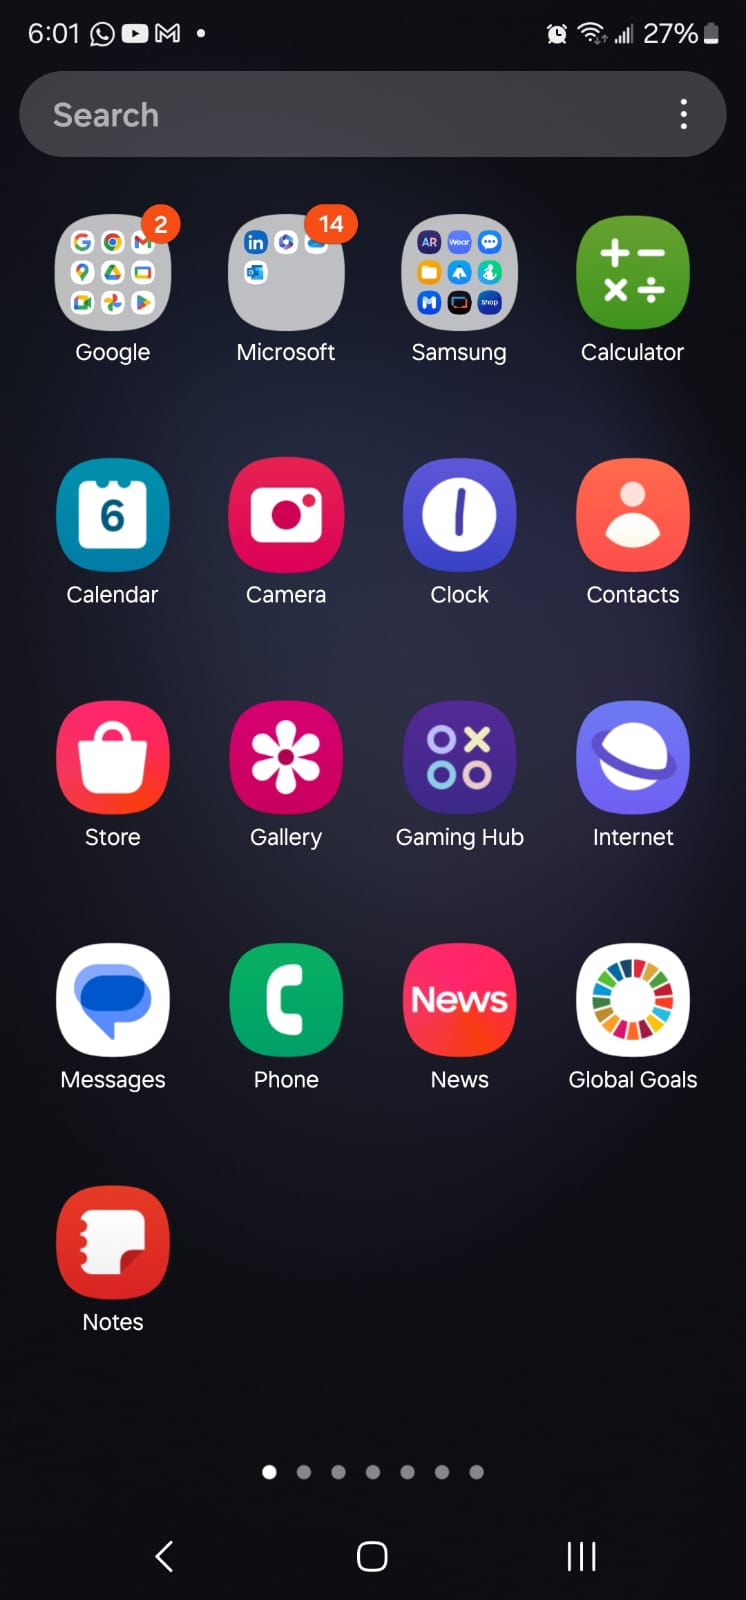 6:01 27%
Search
2 14
AR Wear
Shop
Google Microsoft Samsung Calculator
6
Calendar Camera Clock Contacts
Store Gallery Gaming Hub Internet
News
Messages Phone News Global Goals
Notes